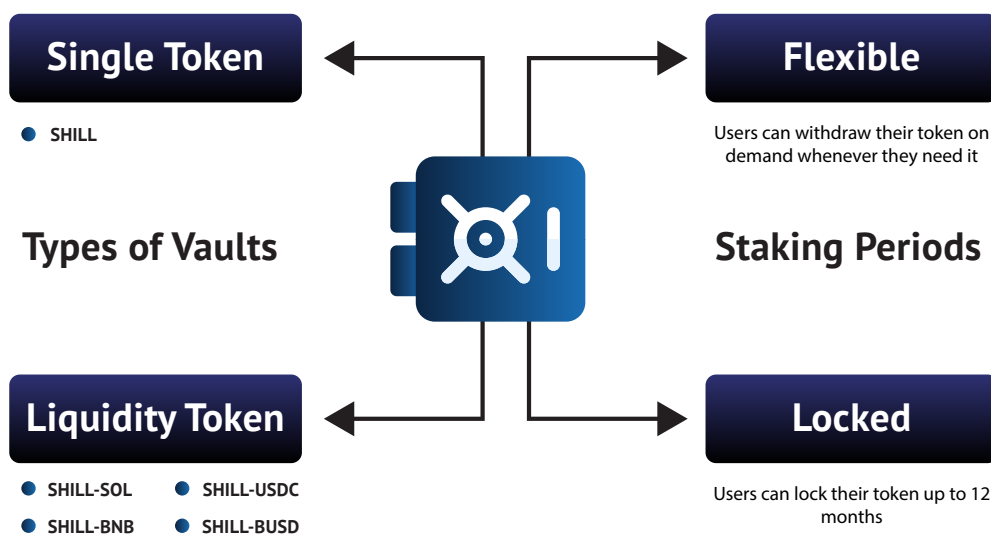 Single Token
SHILL
Types of Vaults
Liquidity Token
SHILL-SOL
SHILL-USDC
SHILL-BNB
SHILL-BUSD
Flexible
Users can withdraw their token on
demand whenever they need it
Staking Periods
Locked
Users can lock their token up to 12
months